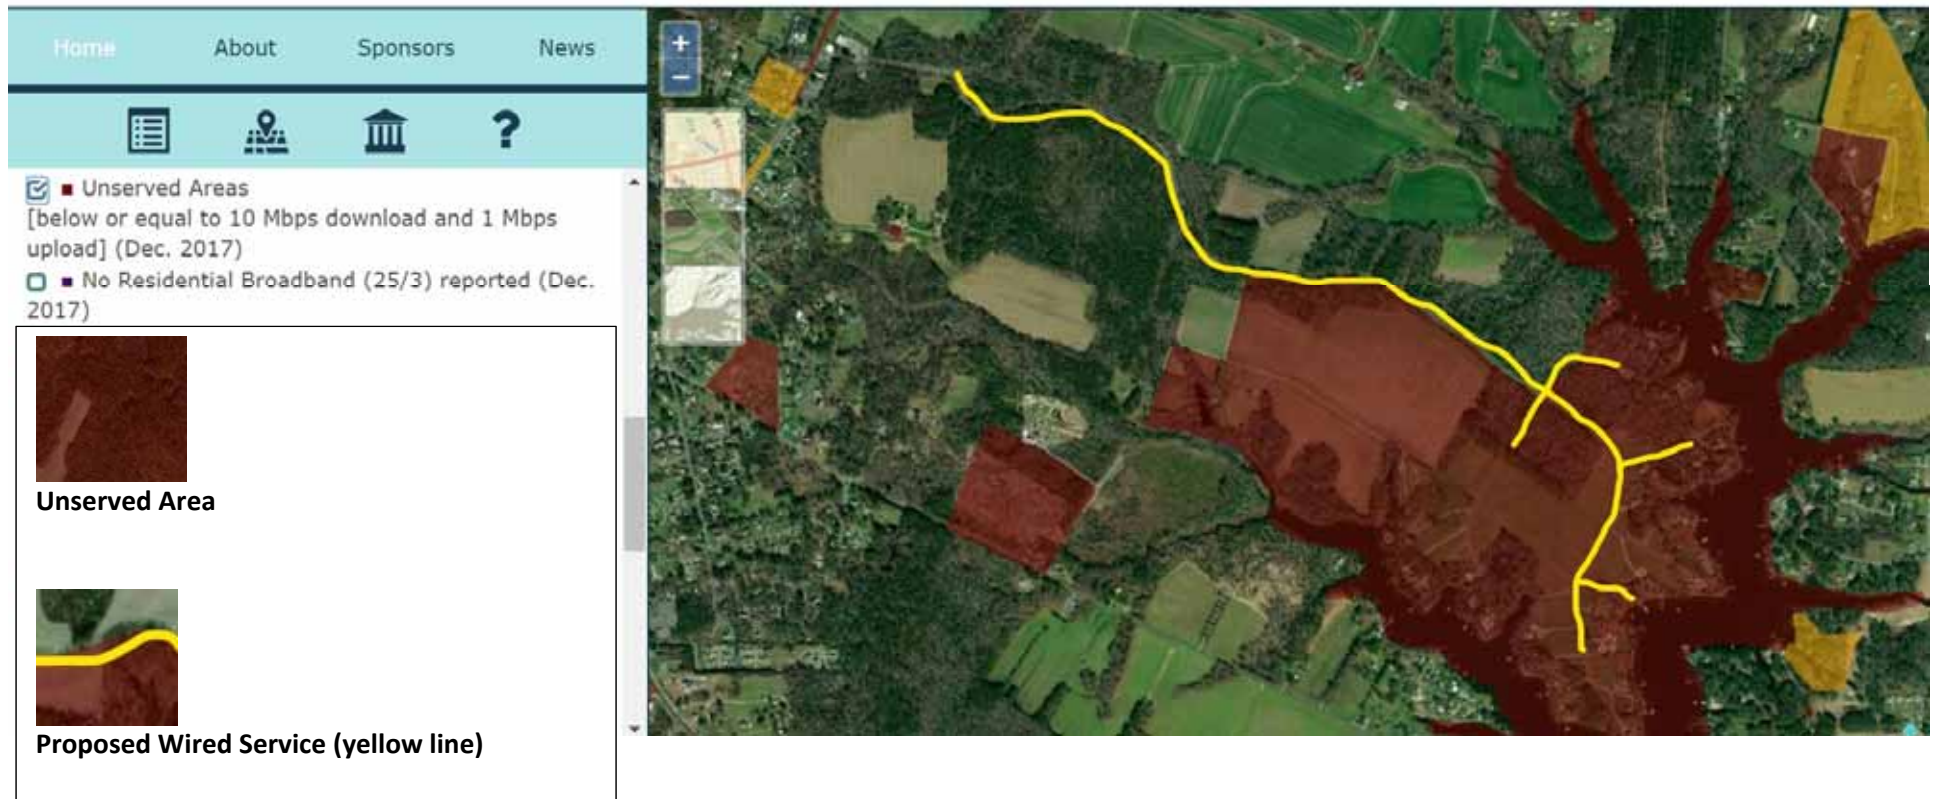 Home About Sponsors News
?
Unserved Areas
[below or equal to 10 Mbps download and 1 Mbps
upload] (Dec. 2017)
No Residential Broadband (25/3) reported (Dec.
2017)
Unserved Area
Proposed Wired Service (yellow line)
+
−